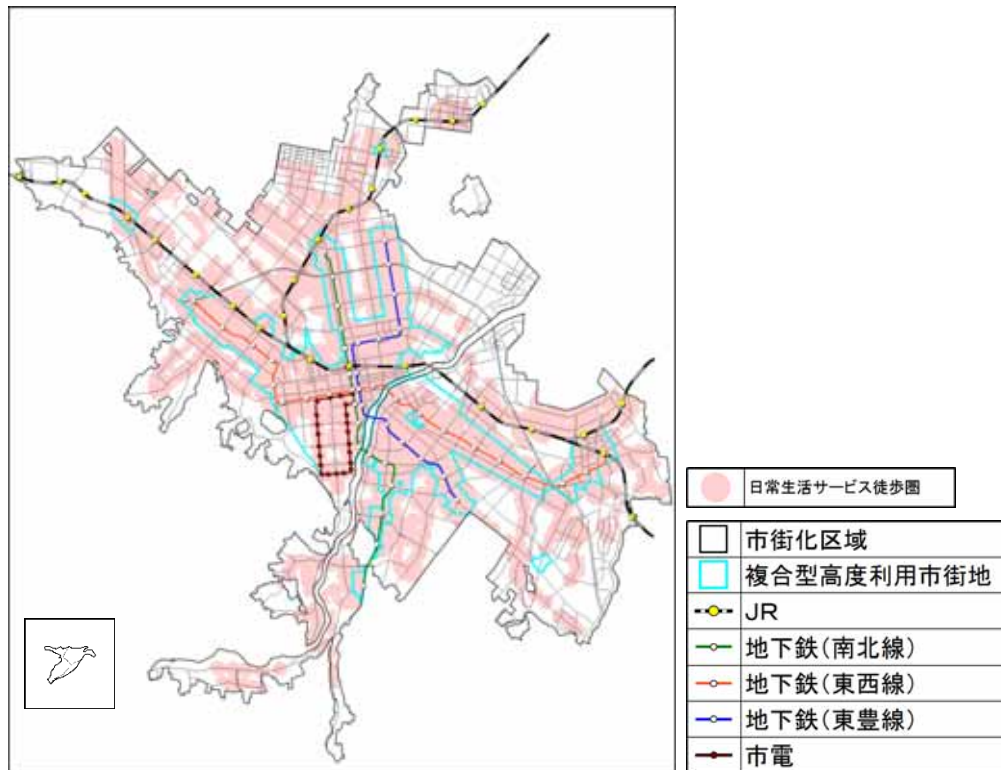 日常生活サービス徒歩圏
市街化区域
複合型高度利用市街地
JR
地下鉄(南北線)
地下鉄(東西線)
地下鉄(東豊線)
市電